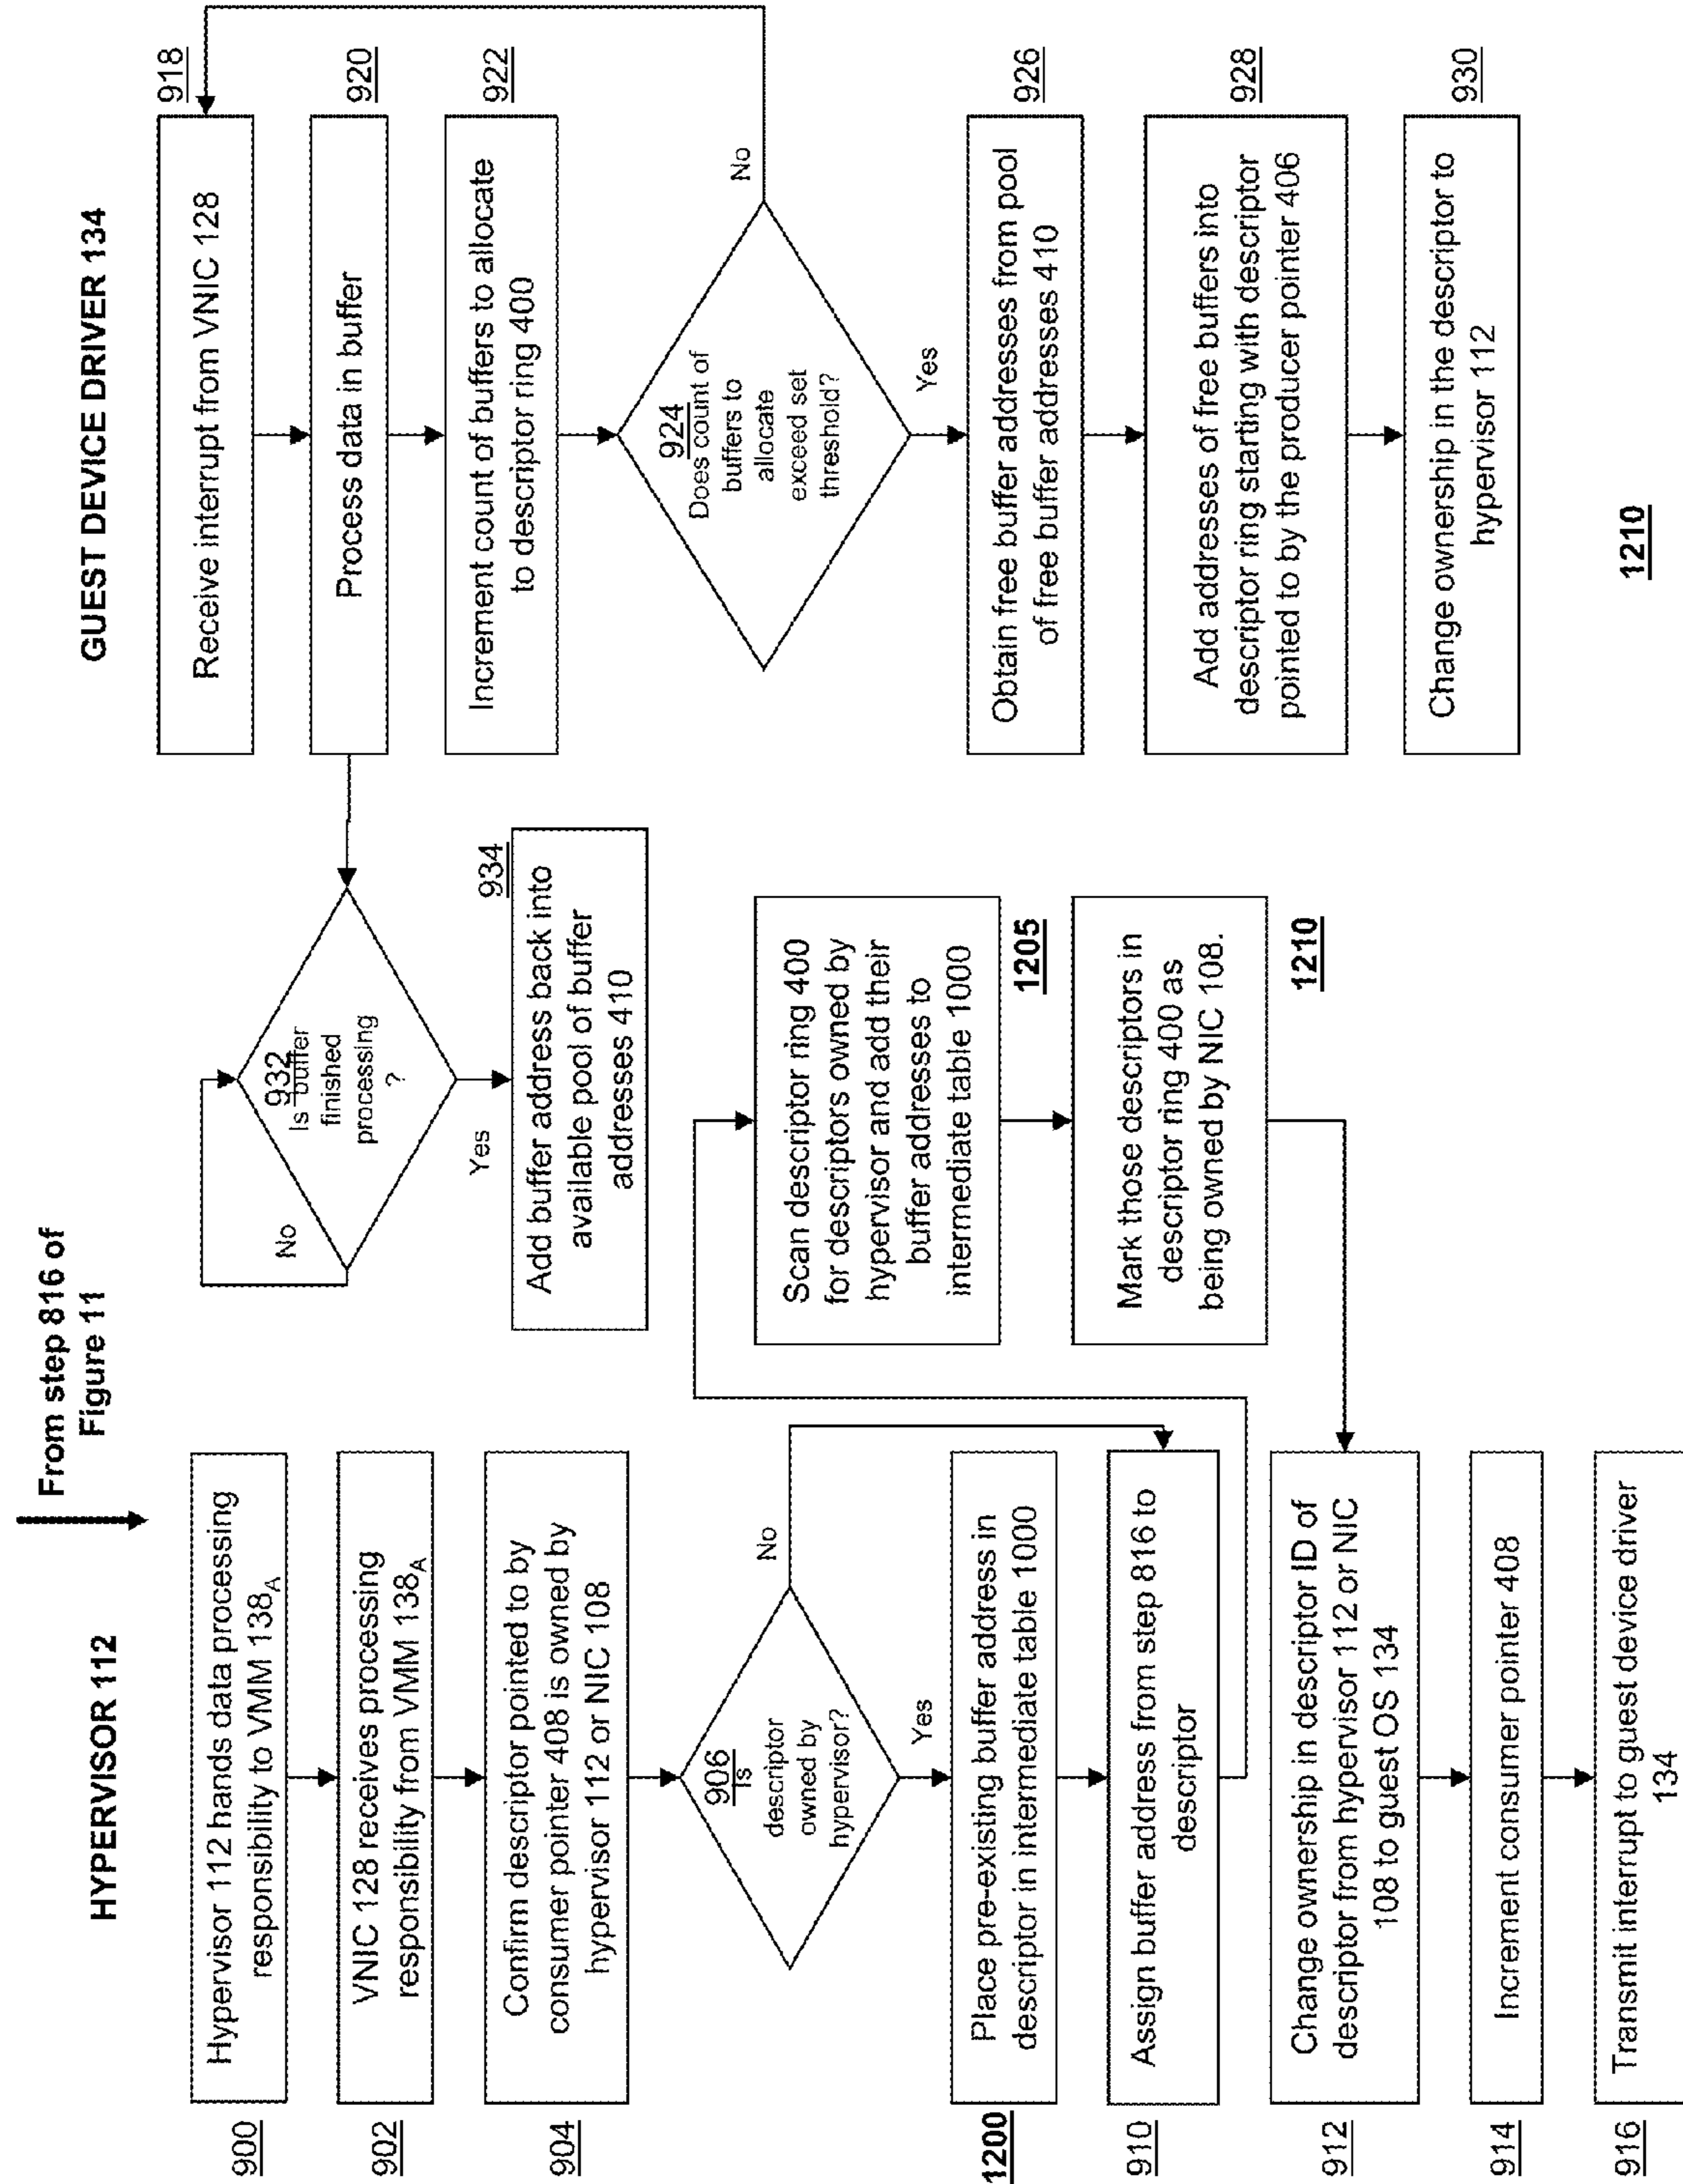 From step 816 of
Figure 11
HYPERVISOR 112
900
Hypervisor 112 hands data processing
responsibility to VMM 138A
902
VNIC 128 receives processing
responsibility from VMM 138A
904
Confirm descriptor pointed to by
consumer pointer 408 is owned by
hypervisor 112 or NIC 108
906
Is
descriptor
owned by
hypervisor?
No
Yes
1200
Place pre-existing buffer address in
descriptor in intermediate table 1000
910
Assign buffer address from step 816 to
descriptor
912
Change ownership in descriptor ID of
descriptor from hypervisor 112 or NIC
108 to guest OS 134
914
Increment consumer pointer 408
916
Transmit interrupt to guest device driver
134
932
Is buffer
finished
processing
?
No
Yes
934
Add buffer address back into
available pool of buffer
addresses 410
Scan descriptor ring 400
for descriptors owned by
hypervisor and add their
buffer addresses to
intermediate table 1000
1205
Mark those descriptors in
descriptor ring 400 as
being owned by NIC 108.
1210
GUEST DEVICE DRIVER 134
Receive interrupt from VNIC 128
918
Process data in buffer
920
Increment count of buffers to allocate
to descriptor ring 400
922
924
Does count of
buffers to
allocate
exceed set
threshold?
No
Yes
Obtain free buffer addresses from pool
of free buffer addresses 410
926
Add addresses of free buffers into
descriptor ring starting with descriptor
pointed to by the producer pointer 406
928
Change ownership in the descriptor to
hypervisor 112
930
1210